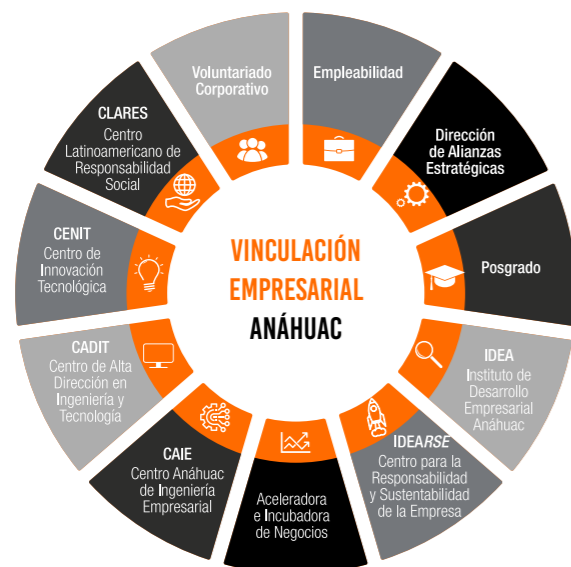 VINCULACIÓN
EMPRESARIAL
ANÁHUAC
Empleabilidad
Dirección
de Alianzas
Estratégicas
Posgrado
IDEA
Instituto de
Desarrollo
Empresarial
Anáhuac
IDEARSE
Centro para la
Responsabilidad
y Sustentabilidad
de la Empresa
Aceleradora
e Incubadora
de Negocios
CAIE
Centro Anáhuac
de Ingeniería
Empresarial
CADIT
Centro de Alta
Dirección en
Ingeniería y
Tecnología
CENIT
Centro de
Innovación
Tecnológica
CLARES
Centro
Latinoamericano de
Responsabilidad
Social
Voluntariado
Corporativo